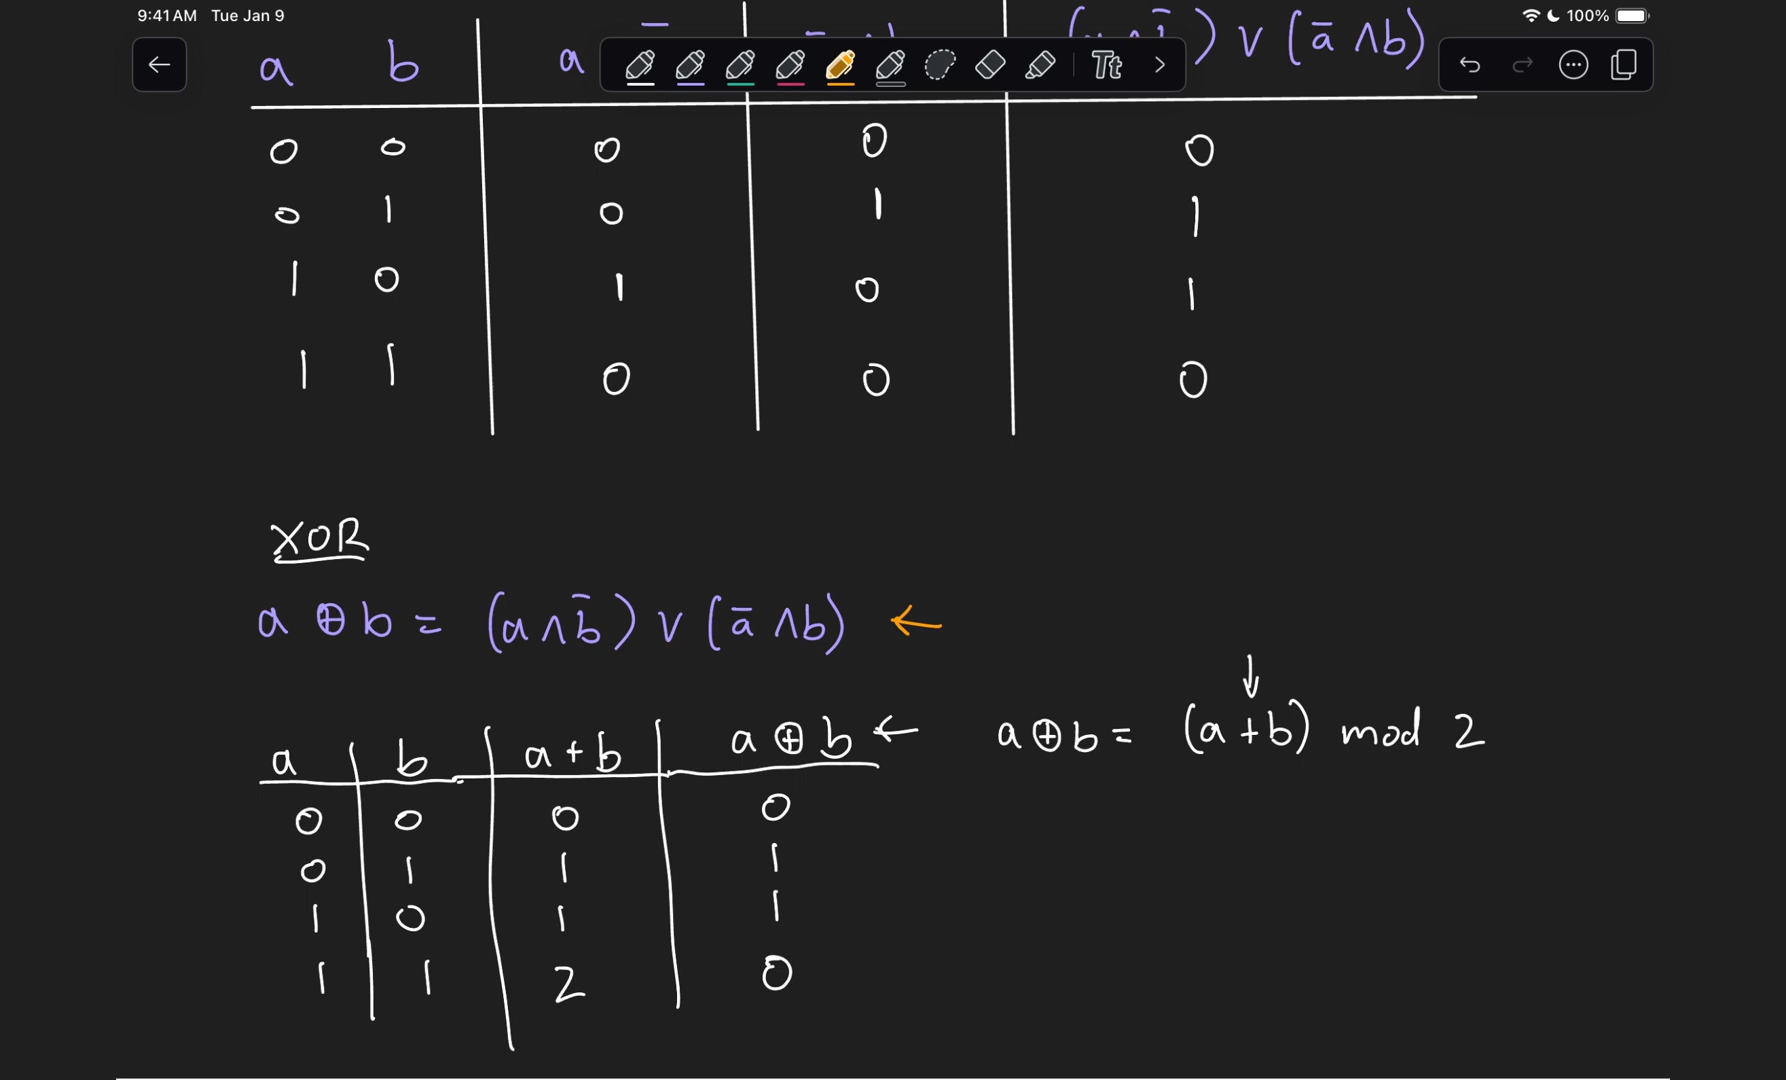 9:41 AM Tue Jan 9 100%
Tt
a b a ) ∨ (ā ∧ b)
0 0 0 0 0
0 1 0 1 1
1 0 1 0 1
1 1 0 0 0
XOR
a ⊕ b = (a ∧ b̄) ∨ (ā ∧ b) ←
↓
a b a + b a ⊕ b ← a ⊕ b = (a + b) mod 2
0 0 0 0
0 1 1 1
1 0 1 1
1 1 2 0